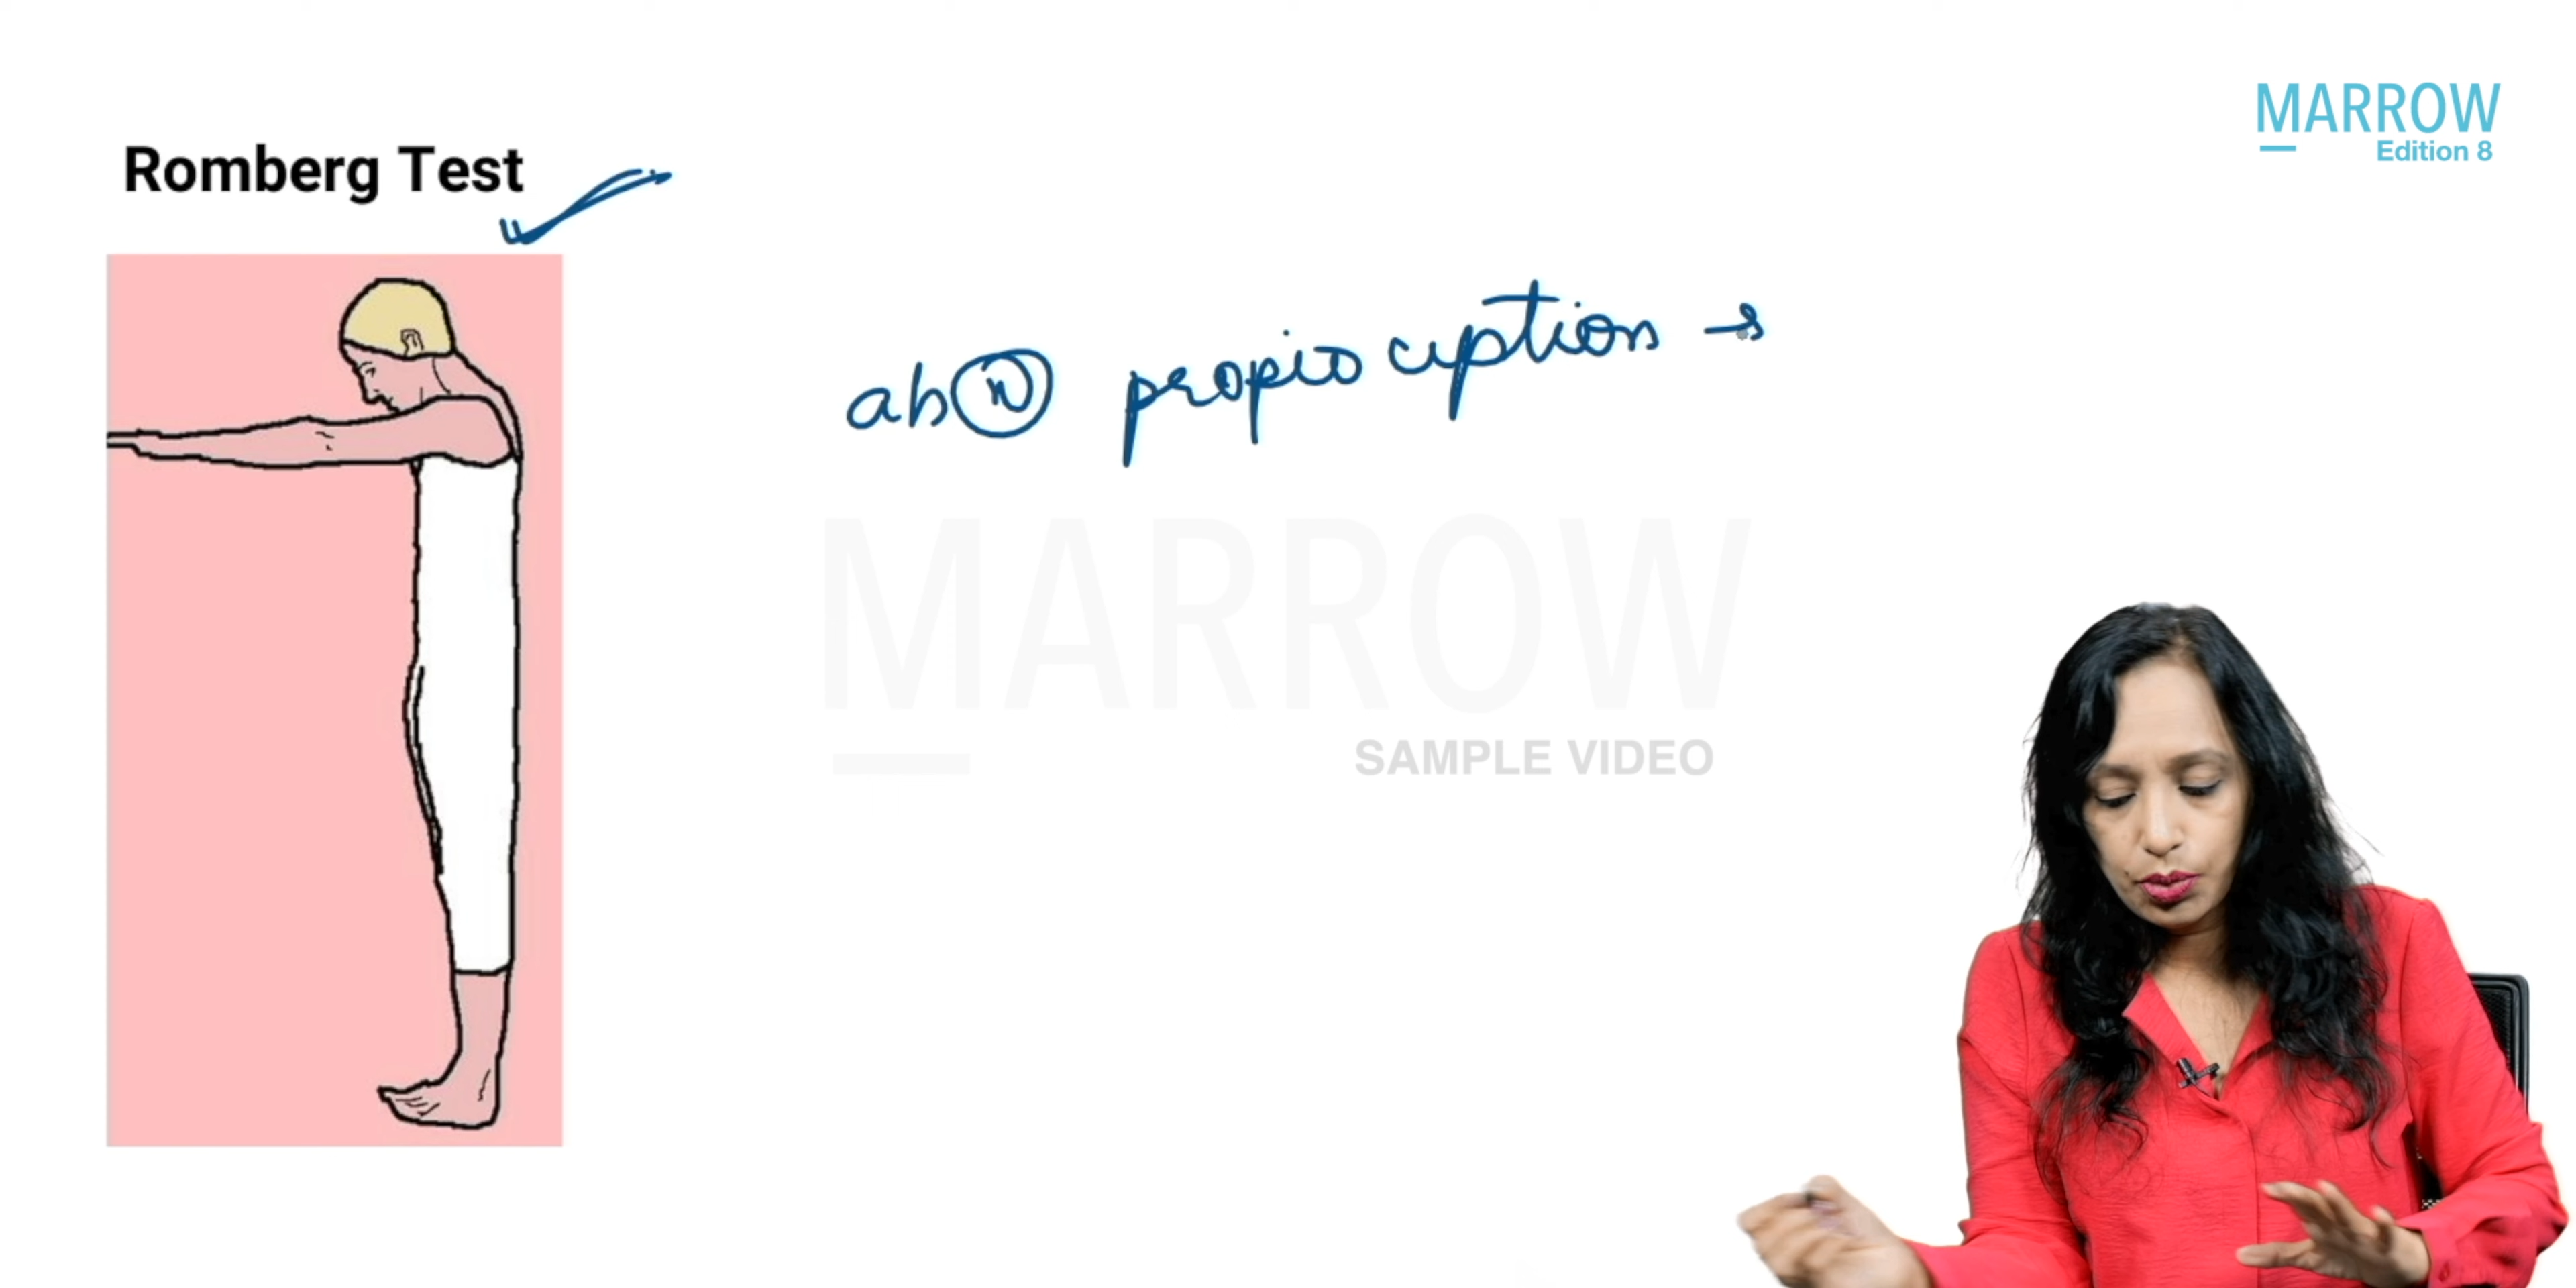 MARROW
Edition 8
Romberg Test
abⓝ propioception →
MARROW
SAMPLE VIDEO